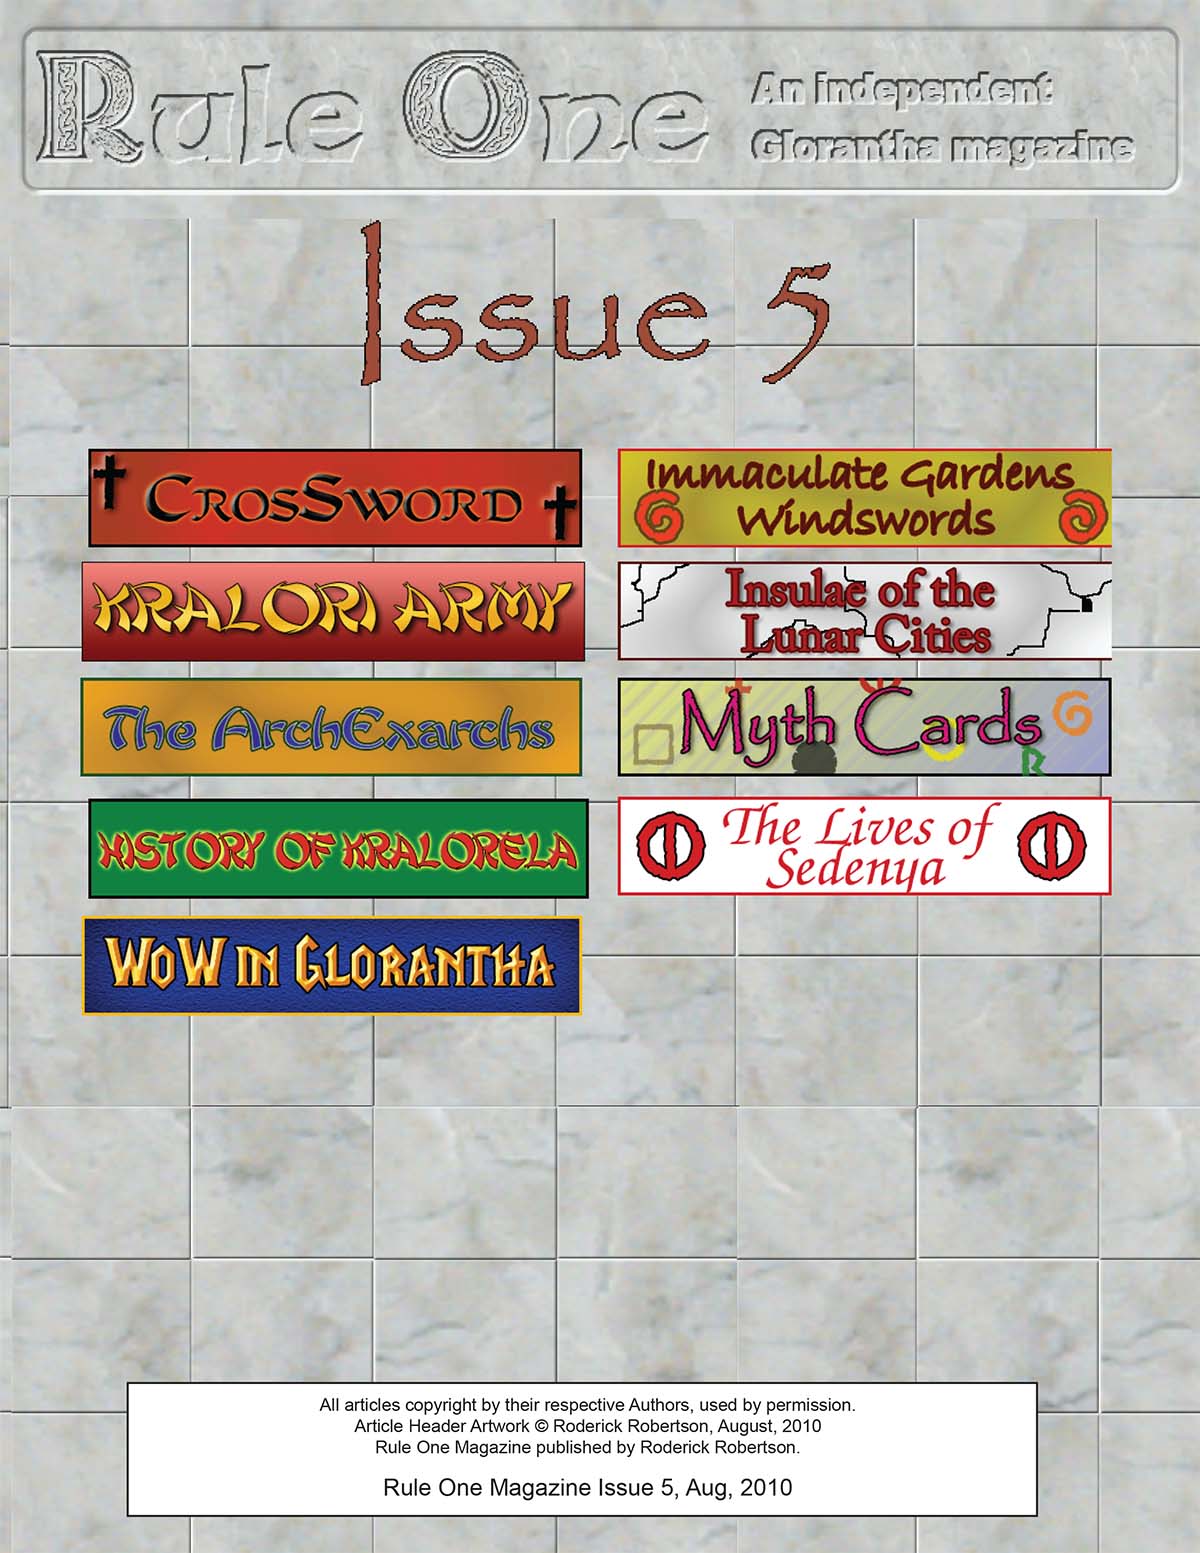 Rule One
An independent
Glorantha magazine
Issue 5
CrosSword
KRALORI ARMY
The ArchExarchs
HISTORY OF KRALORELA
WoW in Glorantha
Immaculate Gardens
Windswords
Insulae of the
Lunar Cities
Myth Cards
The Lives of
Sedenya
All articles copyright by their respective Authors, used by permission.
Article Header Artwork © Roderick Robertson, August, 2010
Rule One Magazine published by Roderick Robertson.
Rule One Magazine Issue 5, Aug, 2010